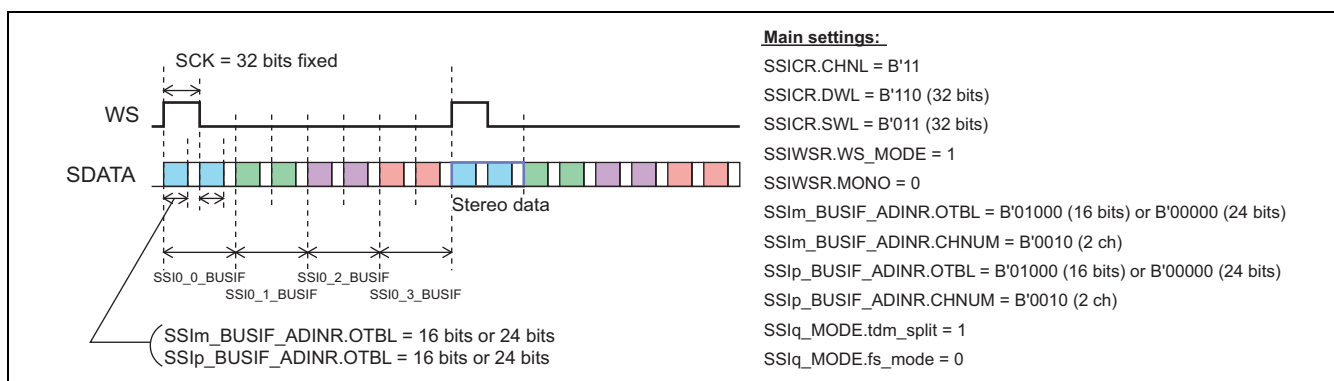 SCK = 32 bits fixed
WS
SDATA
Stereo data
SSI0_0_BUSIF
SSI0_1_BUSIF
SSI0_2_BUSIF
SSI0_3_BUSIF
SSIm_BUSIF_ADINR.OTBL = 16 bits or 24 bits
SSIp_BUSIF_ADINR.OTBL = 16 bits or 24 bits
Main settings:
SSICR.CHNL = B'11
SSICR.DWL = B'110 (32 bits)
SSICR.SWL = B'011 (32 bits)
SSIWSR.WS_MODE = 1
SSIWSR.MONO = 0
SSIm_BUSIF_ADINR.OTBL = B'01000 (16 bits) or B'00000 (24 bits)
SSIm_BUSIF_ADINR.CHNUM = B'0010 (2 ch)
SSIp_BUSIF_ADINR.OTBL = B'01000 (16 bits) or B'00000 (24 bits)
SSIp_BUSIF_ADINR.CHNUM = B'0010 (2 ch)
SSIq_MODE.tdm_split = 1
SSIq_MODE.fs_mode = 0